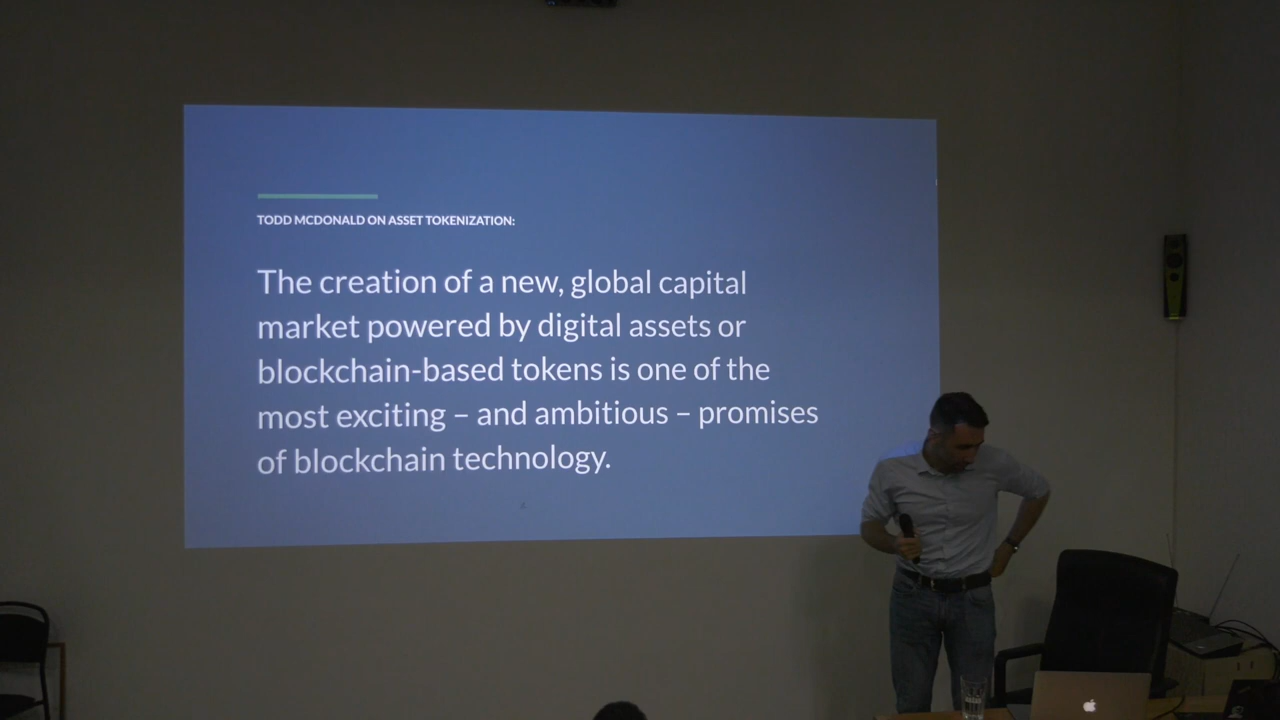 TODD MCDONALD ON ASSET TOKENIZATION:
The creation of a new, global capital
market powered by digital assets or
blockchain-based tokens is one of the
most exciting – and ambitious – promises
of blockchain technology.